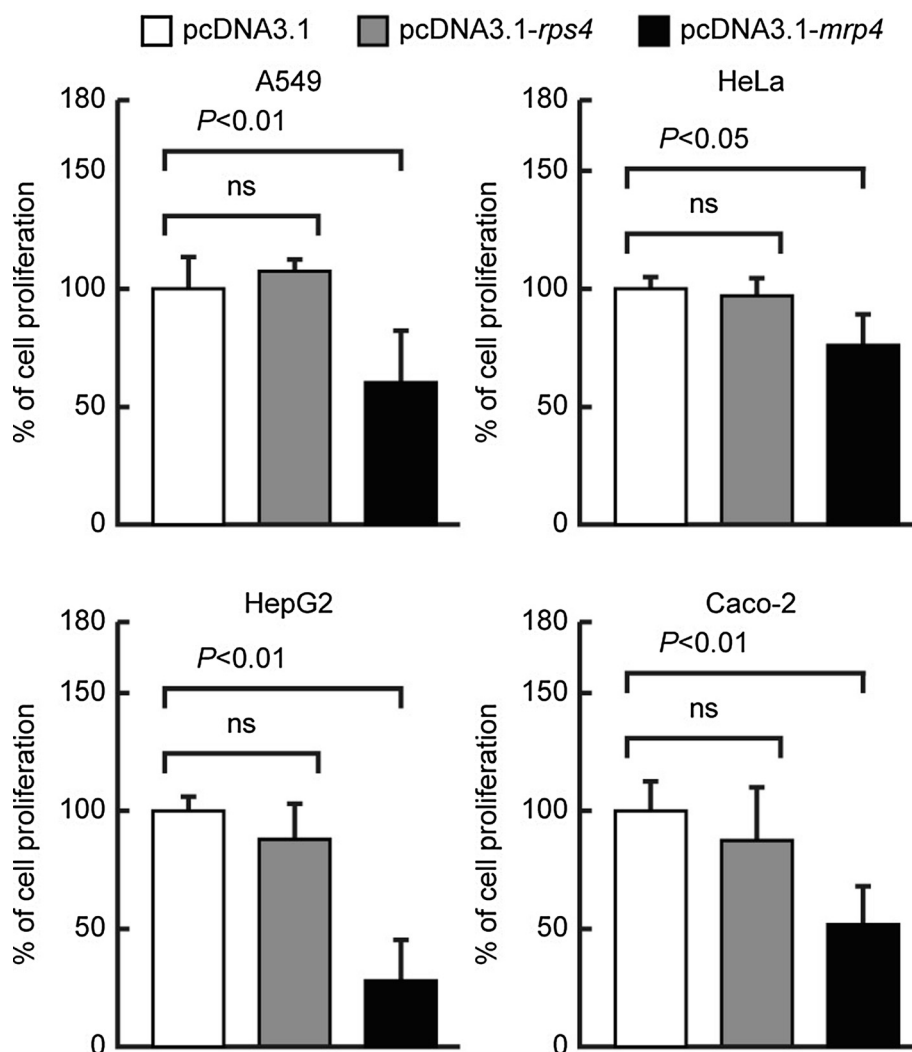 pcDNA3.1 pcDNA3.1-rps4 pcDNA3.1-mrp4
A549
180
150
100
50
0
% of cell proliferation
P<0.01
ns
HeLa
180
150
100
50
0
% of cell proliferation
P<0.05
ns
HepG2
180
150
100
50
0
% of cell proliferation
P<0.01
ns
Caco-2
180
150
100
50
0
% of cell proliferation
P<0.01
ns